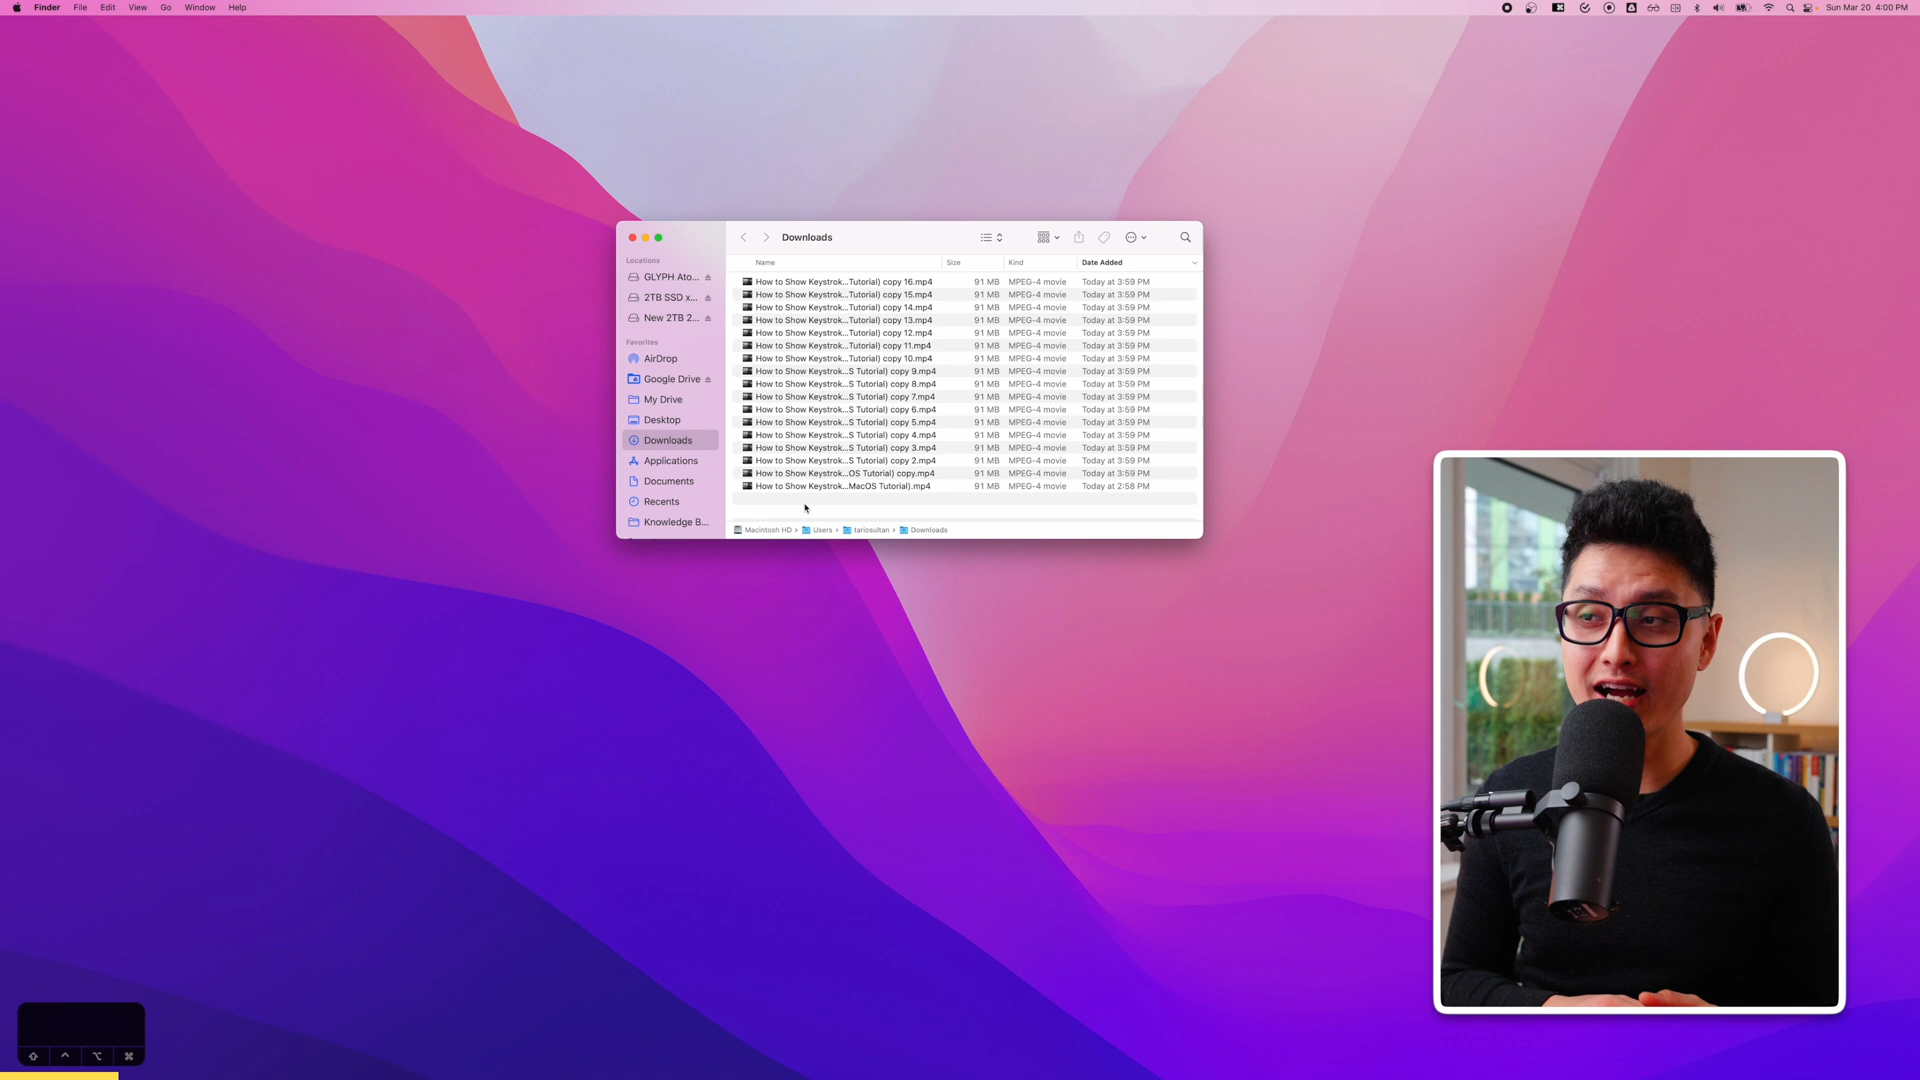 Finder File Edit View Go Window Help
Sun Mar 20 4:00 PM
Downloads
Locations
GLYPH Ato...
2TB SSD x...
New 2TB 2...
Favorites
AirDrop
Google Drive
My Drive
Desktop
Downloads
Applications
Documents
Recents
Knowledge B...
Name Size Kind Date Added
How to Show Keystrok...Tutorial) copy 16.mp4 91 MB MPEG-4 movie Today at 3:59 PM
How to Show Keystrok...Tutorial) copy 15.mp4 91 MB MPEG-4 movie Today at 3:59 PM
How to Show Keystrok...Tutorial) copy 14.mp4 91 MB MPEG-4 movie Today at 3:59 PM
How to Show Keystrok...Tutorial) copy 13.mp4 91 MB MPEG-4 movie Today at 3:59 PM
How to Show Keystrok...Tutorial) copy 12.mp4 91 MB MPEG-4 movie Today at 3:59 PM
How to Show Keystrok...Tutorial) copy 11.mp4 91 MB MPEG-4 movie Today at 3:59 PM
How to Show Keystrok...Tutorial) copy 10.mp4 91 MB MPEG-4 movie Today at 3:59 PM
How to Show Keystrok...S Tutorial) copy 9.mp4 91 MB MPEG-4 movie Today at 3:59 PM
How to Show Keystrok...S Tutorial) copy 8.mp4 91 MB MPEG-4 movie Today at 3:59 PM
How to Show Keystrok...S Tutorial) copy 7.mp4 91 MB MPEG-4 movie Today at 3:59 PM
How to Show Keystrok...S Tutorial) copy 6.mp4 91 MB MPEG-4 movie Today at 3:59 PM
How to Show Keystrok...S Tutorial) copy 5.mp4 91 MB MPEG-4 movie Today at 3:59 PM
How to Show Keystrok...S Tutorial) copy 4.mp4 91 MB MPEG-4 movie Today at 3:59 PM
How to Show Keystrok...S Tutorial) copy 3.mp4 91 MB MPEG-4 movie Today at 3:59 PM
How to Show Keystrok...S Tutorial) copy 2.mp4 91 MB MPEG-4 movie Today at 3:59 PM
How to Show Keystrok...OS Tutorial) copy.mp4 91 MB MPEG-4 movie Today at 3:59 PM
How to Show Keystrok...MacOS Tutorial).mp4 91 MB MPEG-4 movie Today at 2:58 PM
Macintosh HD › Users › tariosultan › Downloads